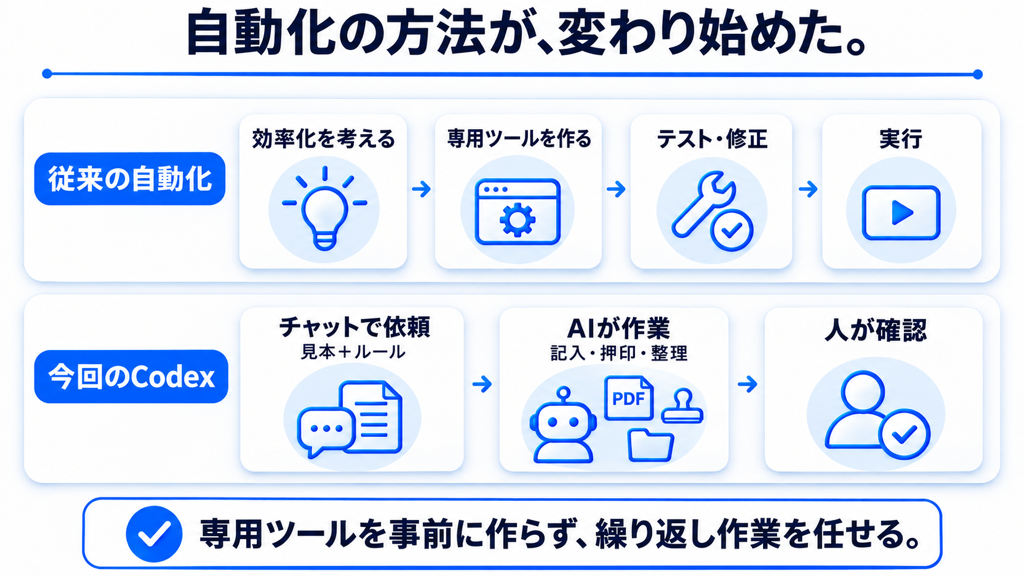 自動化の方法が、変わり始めた。
従来の自動化
効率化を考える
専用ツールを作る
テスト・修正
実行
今回のCodex
チャットで依頼
見本＋ルール
AIが作業
記入・押印・整理
PDF
人が確認
専用ツールを事前に作らず、繰り返し作業を任せる。